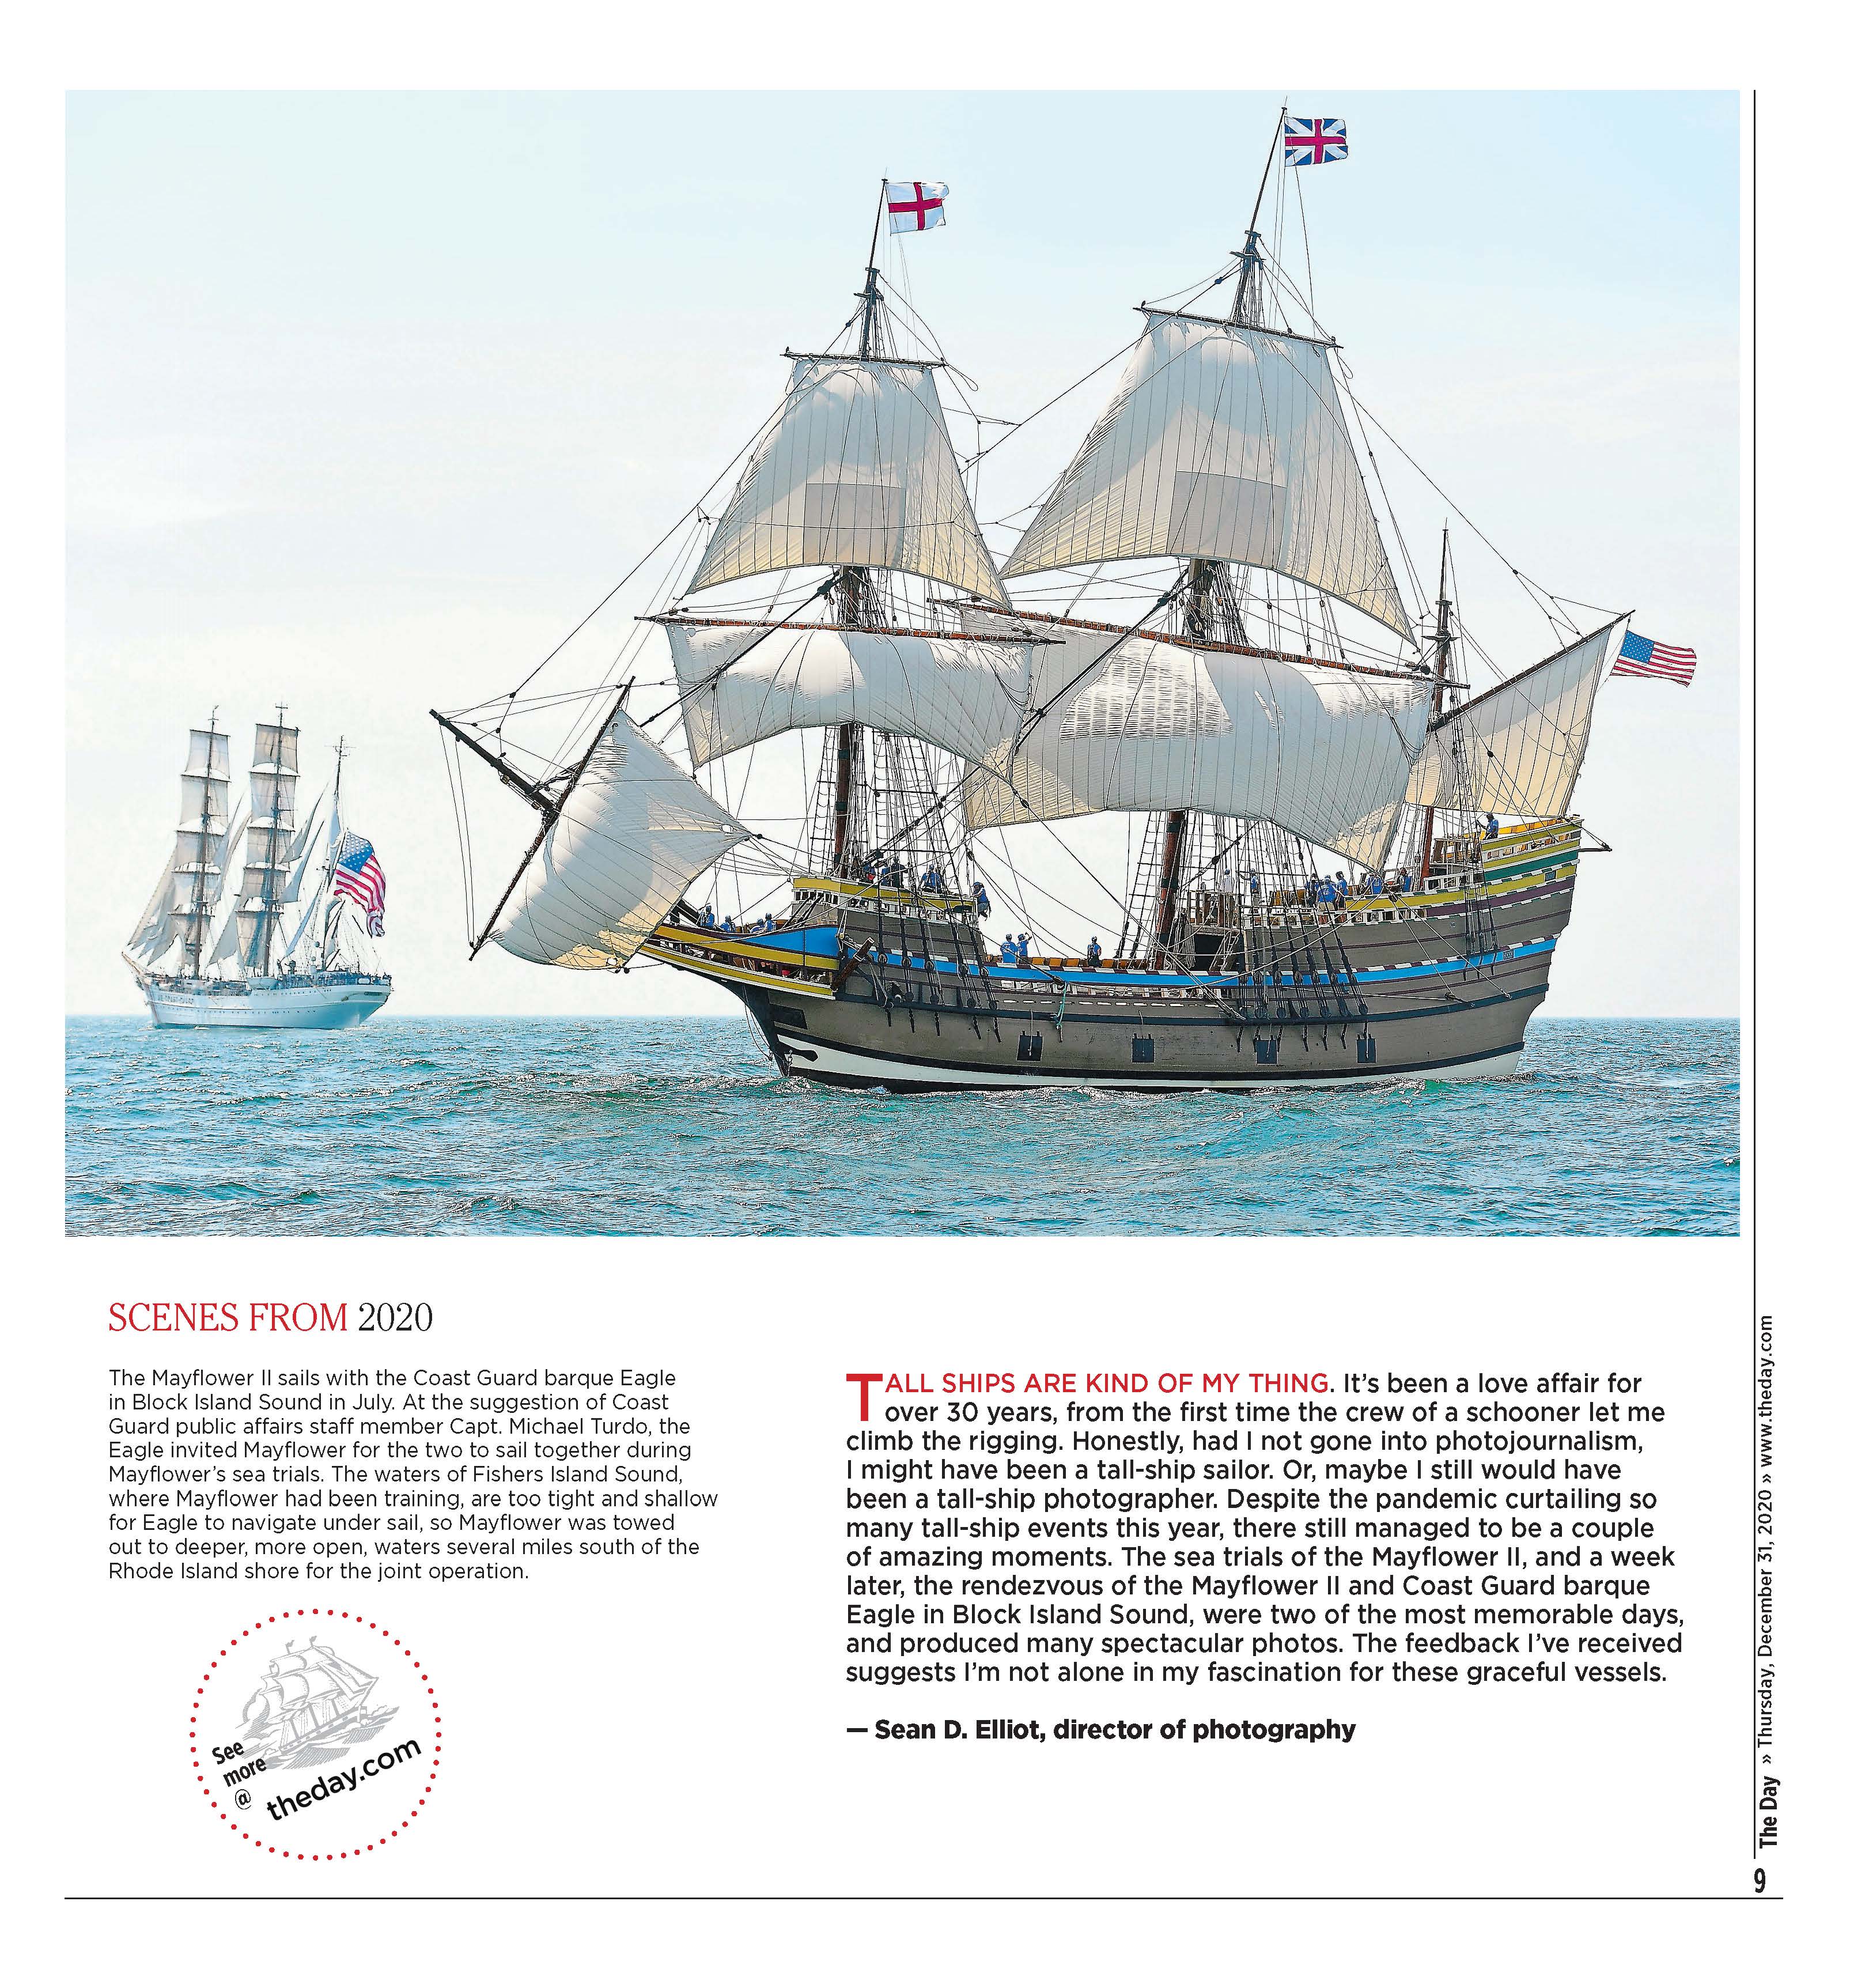 SCENES FROM 2020
The Mayflower II sails with the Coast Guard barque Eagle
in Block Island Sound in July. At the suggestion of Coast
Guard public affairs staff member Capt. Michael Turdo, the
Eagle invited Mayflower for the two to sail together during
Mayflower’s sea trials. The waters of Fishers Island Sound,
where Mayflower had been training, are too tight and shallow
for Eagle to navigate under sail, so Mayflower was towed
out to deeper, more open, waters several miles south of the
Rhode Island shore for the joint operation.
See
more
@ theday.com
TALL SHIPS ARE KIND OF MY THING. It’s been a love affair for
over 30 years, from the first time the crew of a schooner let me
climb the rigging. Honestly, had I not gone into photojournalism,
I might have been a tall-ship sailor. Or, maybe I still would have
been a tall-ship photographer. Despite the pandemic curtailing so
many tall-ship events this year, there still managed to be a couple
of amazing moments. The sea trials of the Mayflower II, and a week
later, the rendezvous of the Mayflower II and Coast Guard barque
Eagle in Block Island Sound, were two of the most memorable days,
and produced many spectacular photos. The feedback I’ve received
suggests I’m not alone in my fascination for these graceful vessels.
— Sean D. Elliot, director of photography
The Day » Thursday, December 31, 2020 » www.theday.com
9